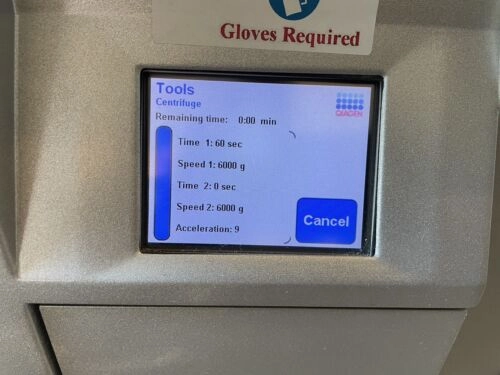 Gloves Required
Tools
Centrifuge
QIAGEN
Remaining time: 0:00 min
Time 1: 60 sec
Speed 1: 6000 g
Time 2: 0 sec
Speed 2: 6000 g
Acceleration: 9
Cancel